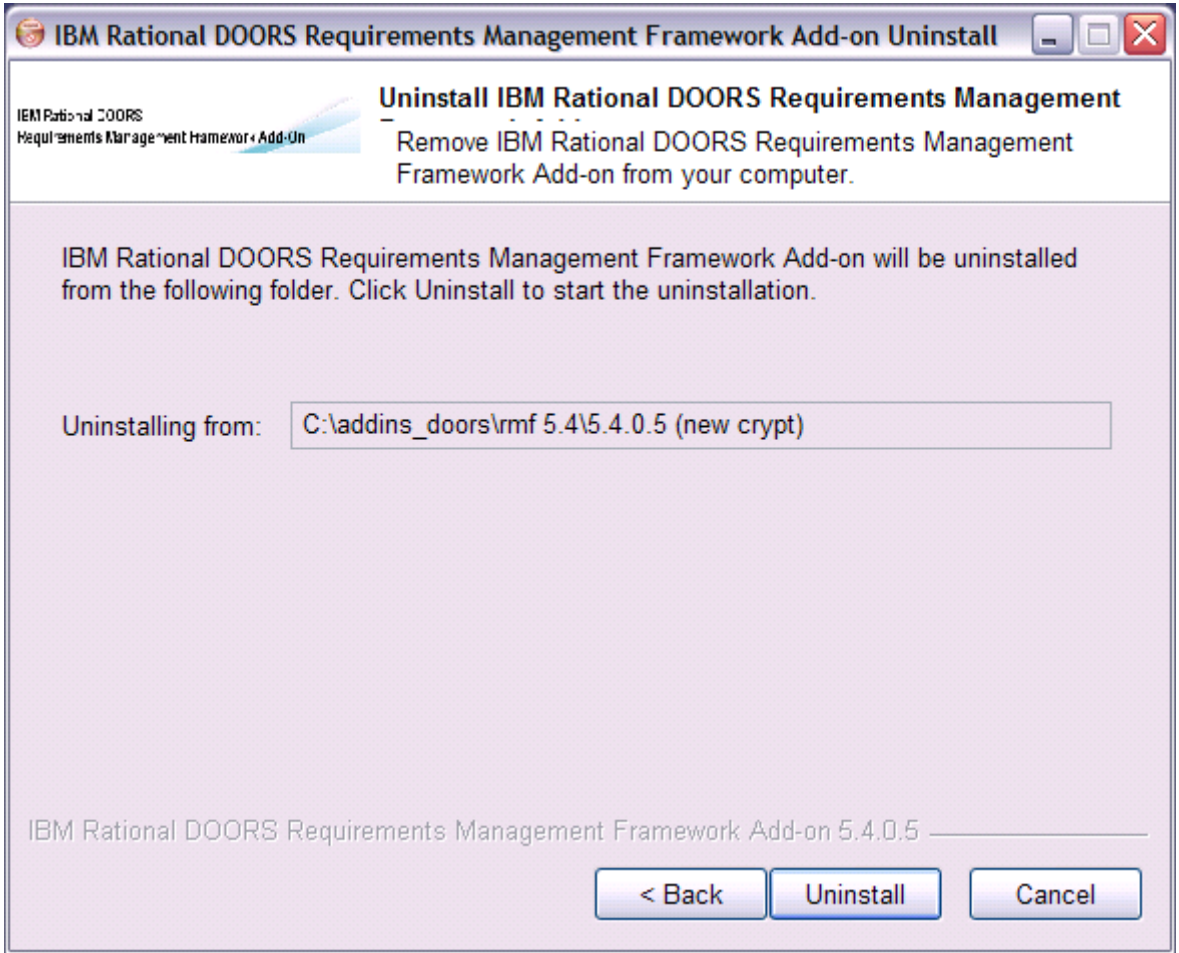 IBM Rational DOORS Requirements Management Framework Add-on Uninstall
IBM Rational DOORS
Requirements Management Framework Add-On
Uninstall IBM Rational DOORS Requirements Management
Remove IBM Rational DOORS Requirements Management
Framework Add-on from your computer.
IBM Rational DOORS Requirements Management Framework Add-on will be uninstalled
from the following folder. Click Uninstall to start the uninstallation.
Uninstalling from:
C:\addins_doors\rmf 5.4\5.4.0.5 (new crypt)
IBM Rational DOORS Requirements Management Framework Add-on 5.4.0.5
< Back
Uninstall
Cancel